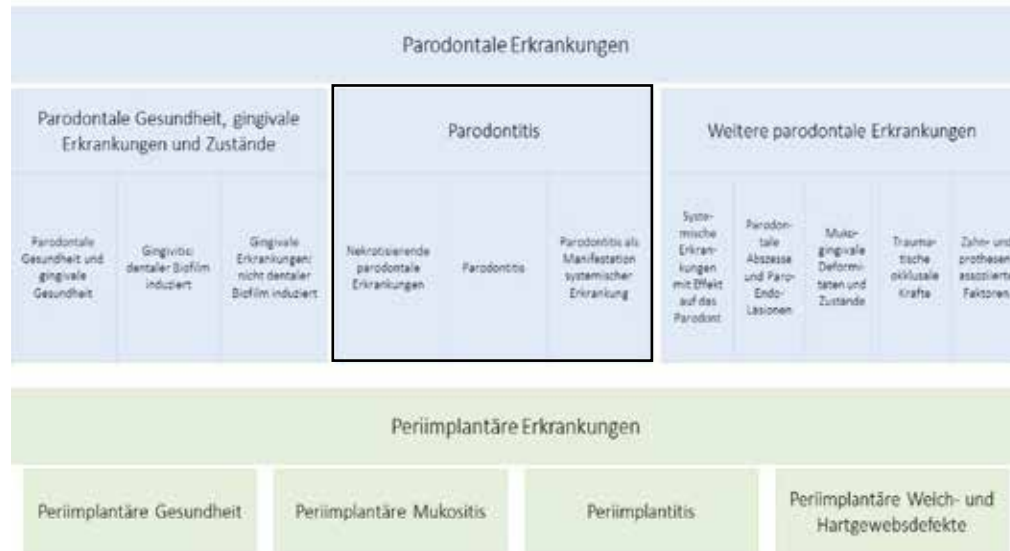 Parodontale Erkrankungen
Parodontale Gesundheit, gingivale
Erkrankungen und Zustände
Parodontitis
Weitere parodontale Erkrankungen
Parodontale
Gesundheit und
gingivale
Gesundheit
Gingivitis:
dentaler Biofilm
induziert
Gingivale
Erkrankungen:
nicht dentaler
Biofilm induziert
Nekrotisierende
parodontale
Erkrankungen
Parodontitis
Parodontitis als
Manifestation
systemischer
Erkrankung
Syste-
mische
Erkran-
kungen
mit Effekt
auf das
Parodont
Parodon-
tale
Abszesse
und Paro-
Endo-
Läsionen
Muko-
gingivale
Deformi-
täten und
Zustände
Trauma-
tische
okklusale
Kräfte
Zahn- und
prothesen
assoziierte
Faktoren
Periimplantäre Erkrankungen
Periimplantäre Gesundheit
Periimplantäre Mukositis
Periimplantitis
Periimplantäre Weich- und
Hartgewebsdefekte